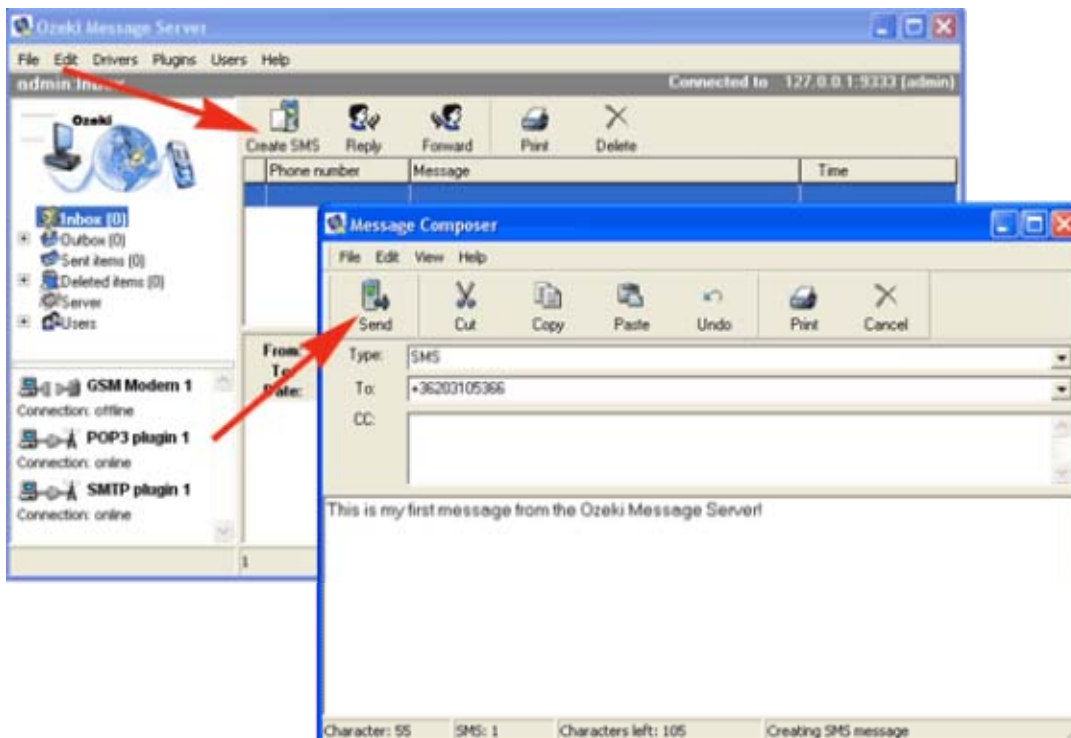 Ozeki Message Server
File Edit Drivers Plugins Users Help
Connected to 127.0.0.1:9333 (admin)
admin
Ozeki
Create SMS Reply Forward Print Delete
Phone number Message Time
Inbox (0)
Outbox (0)
Sent items (0)
Deleted items (0)
Server
Users
GSM Modem 1
Connection: offline
POP3 plugin 1
Connection: online
SMTP plugin 1
Connection: online
From:
Date:
1
Message Composer
File Edit View Help
Send Cut Copy Paste Undo Print Cancel
Type: SMS
To: +36203105366
CC:
This is my first message from the Ozeki Message Server!
Character: 55 SMS: 1 Characters left: 105 Creating SMS message